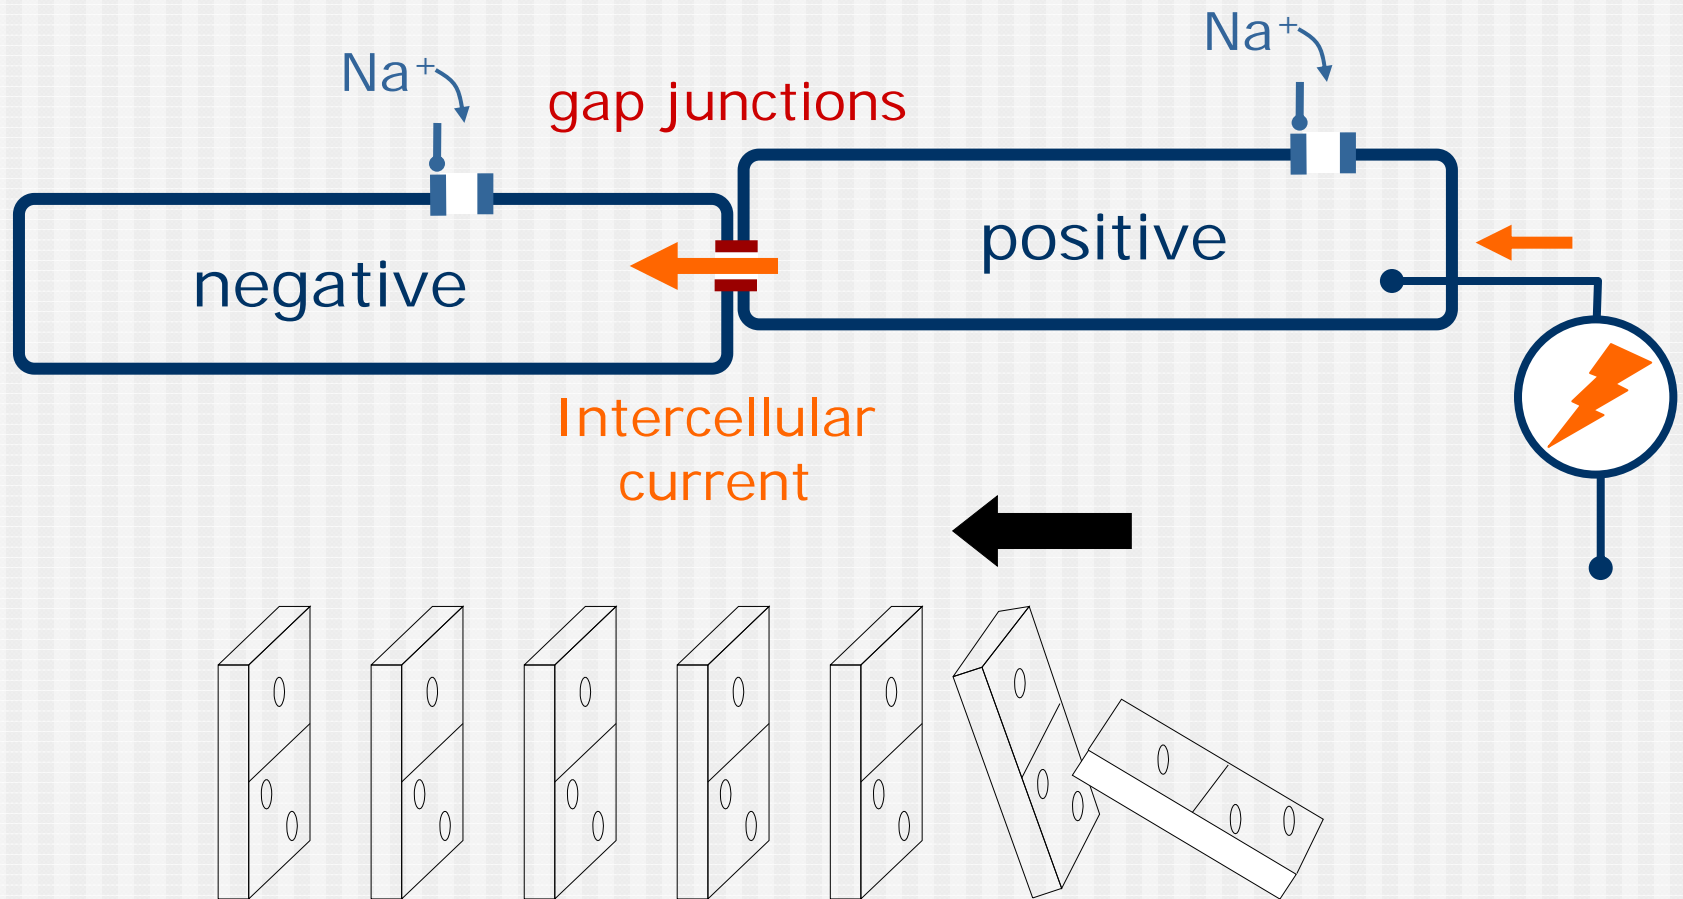 Na⁺
Na⁺
gap junctions
positive
negative
Intercellular
current